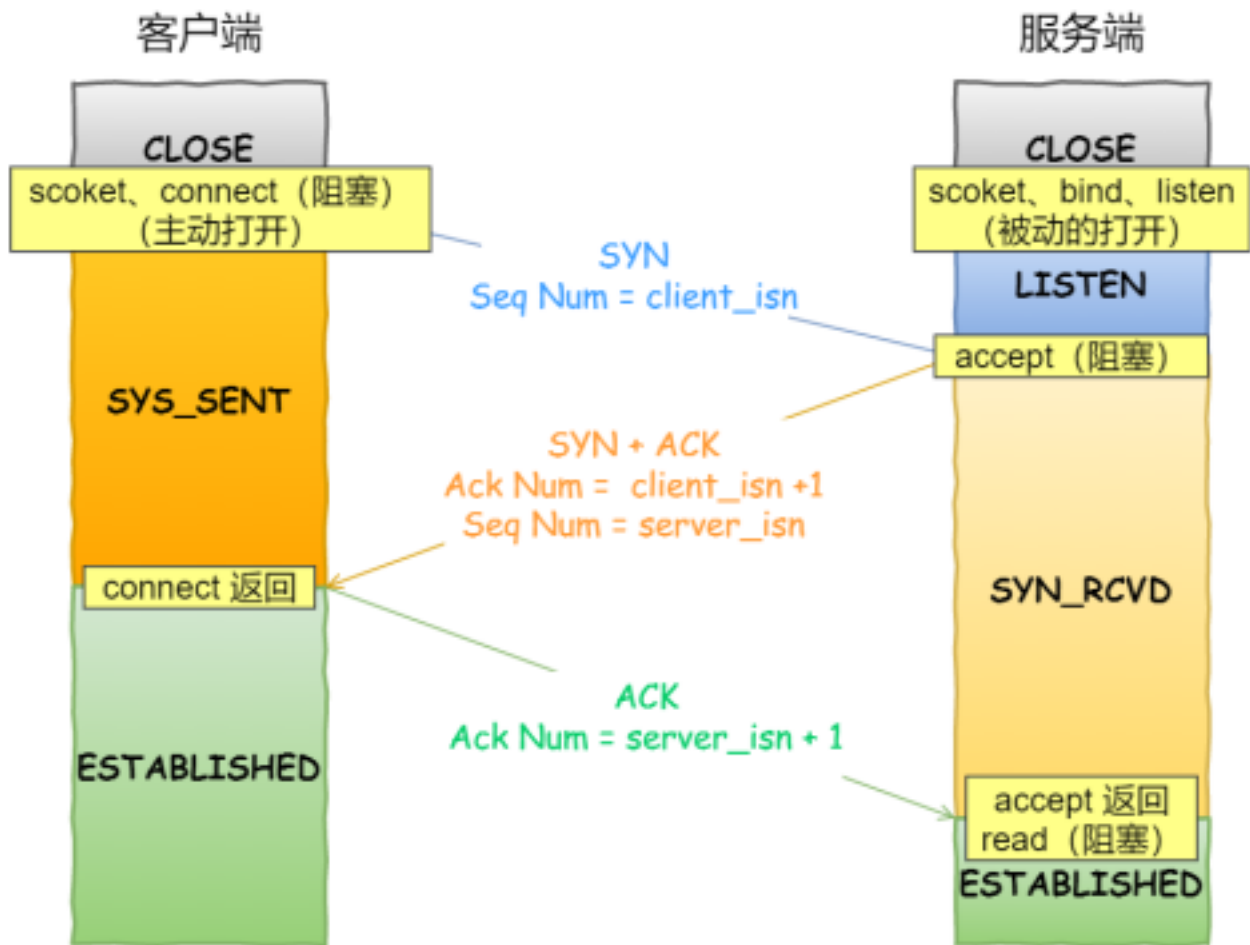 客户端
服务端
CLOSE
CLOSE
scoket、connect（阻塞）
（主动打开）
scoket、bind、listen
（被动的打开）
SYN
Seq Num = client_isn
LISTEN
accept（阻塞）
SYS_SENT
SYN + ACK
Ack Num = client_isn +1
Seq Num = server_isn
connect 返回
SYN_RCVD
ACK
Ack Num = server_isn + 1
ESTABLISHED
accept 返回
read（阻塞）
ESTABLISHED